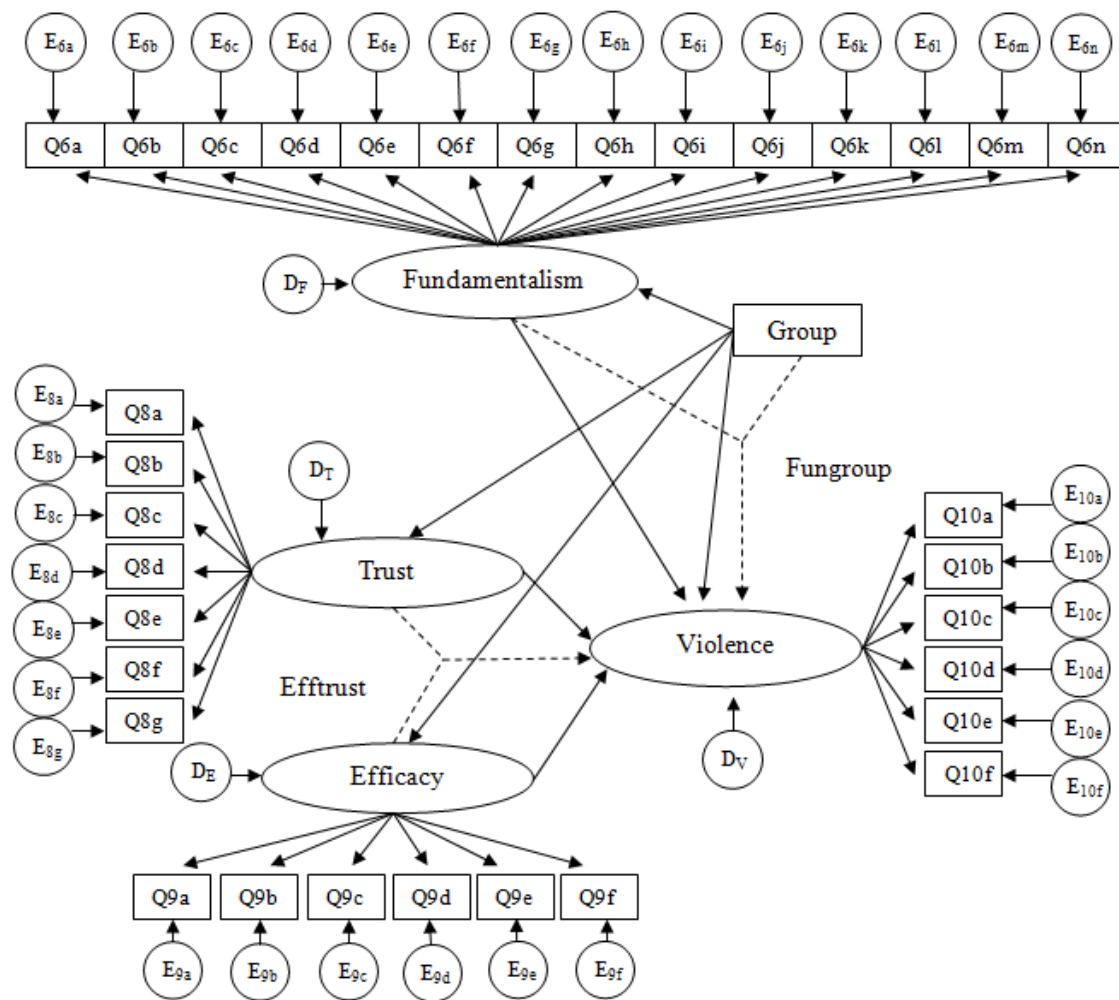 E6a E6b E6c E6d E6e E6f E6g E6h E6i E6j E6k E6l E6m E6n
Q6a Q6b Q6c Q6d Q6e Q6f Q6g Q6h Q6i Q6j Q6k Q6l Q6m Q6n
DF
Fundamentalism
Group
E8a
Q8a
E8b
Q8b
E8c
Q8c
E8d
Q8d
E8e
Q8e
E8f
Q8f
E8g
Q8g
DT
Trust
Fungroup
Efftrust
Violence
DV
Q10a
E10a
Q10b
E10b
Q10c
E10c
Q10d
E10d
Q10e
E10e
Q10f
E10f
DE
Efficacy
Q9a Q9b Q9c Q9d Q9e Q9f
E9a E9b E9c E9d E9e E9f